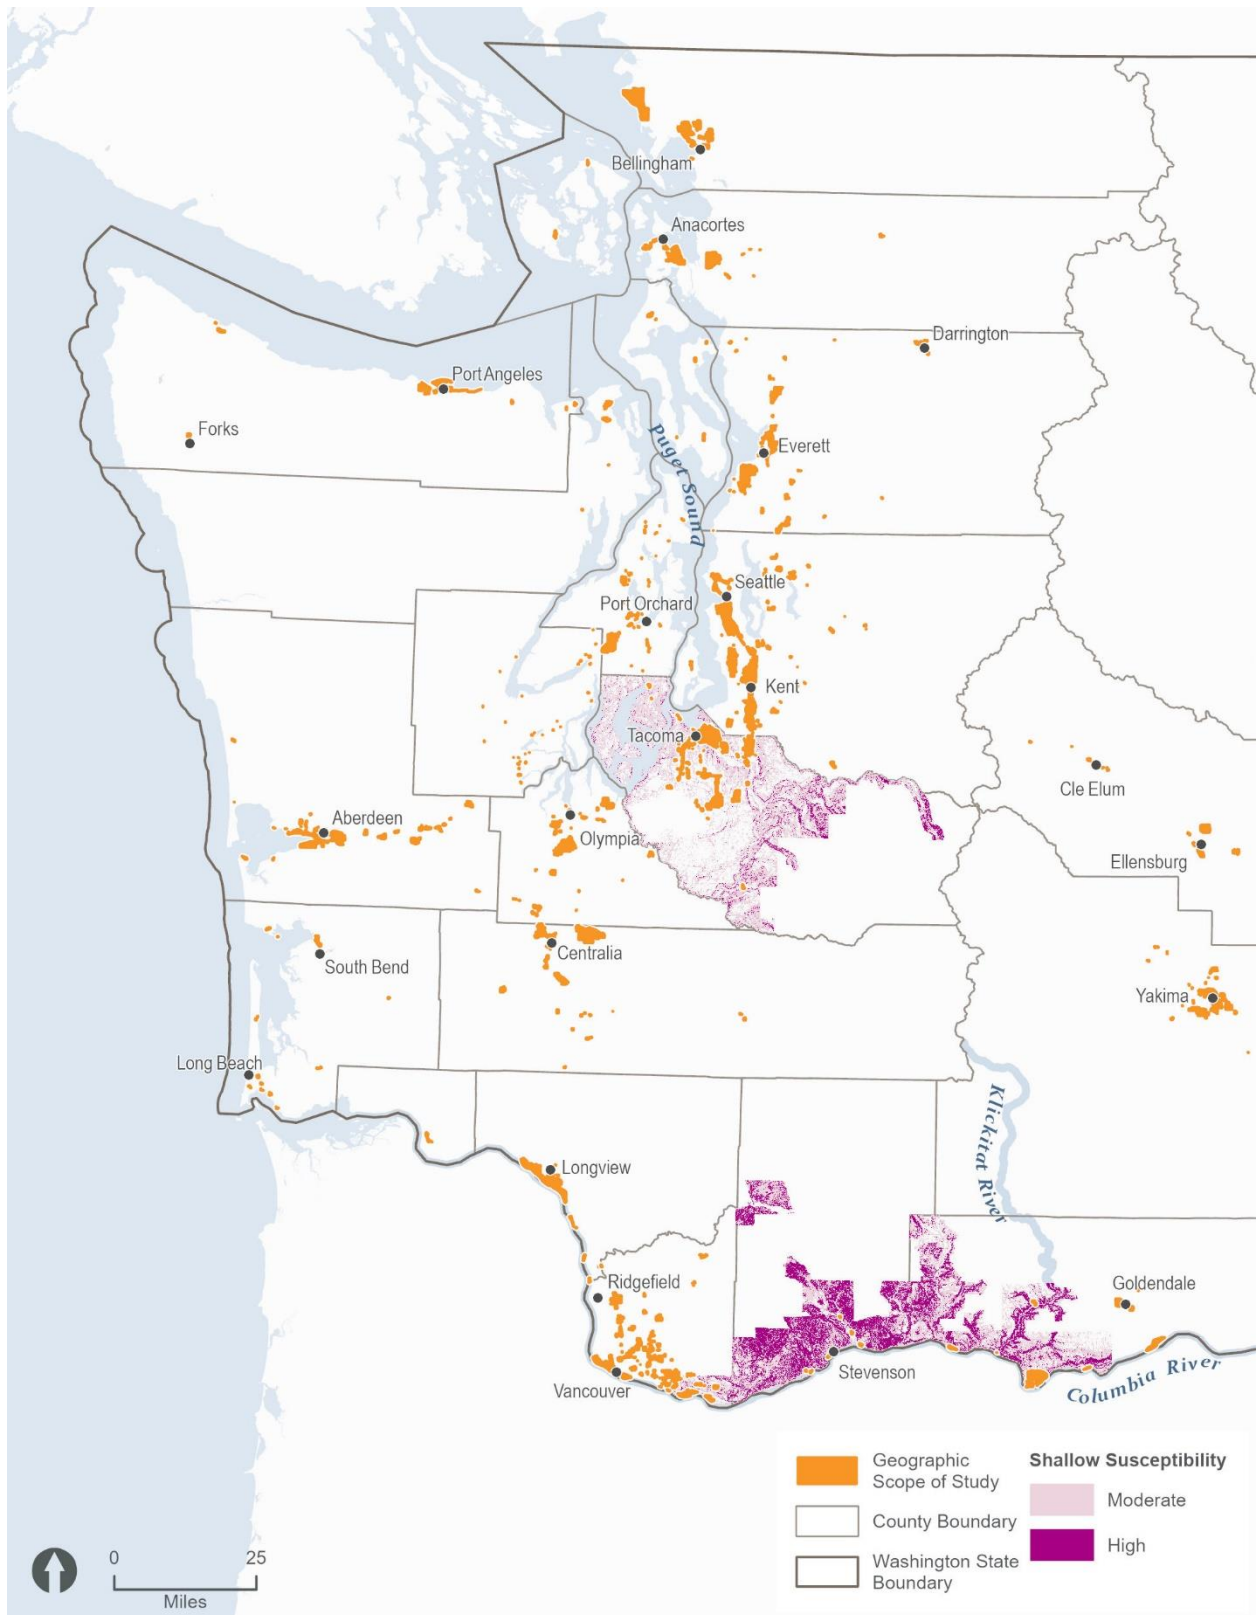 Bellingham
Anacortes
Darrington
Port Angeles
Forks
Everett
Puget Sound
Seattle
Port Orchard
Kent
Tacoma
Cle Elum
Aberdeen
Olympia
Ellensburg
Centralia
South Bend
Yakima
Long Beach
Klickitat River
Longview
Ridgefield
Goldendale
Stevenson
Vancouver
Columbia River
Geographic
Scope of Study
County Boundary
Washington State
Boundary
Shallow Susceptibility
Moderate
High
0 25
Miles